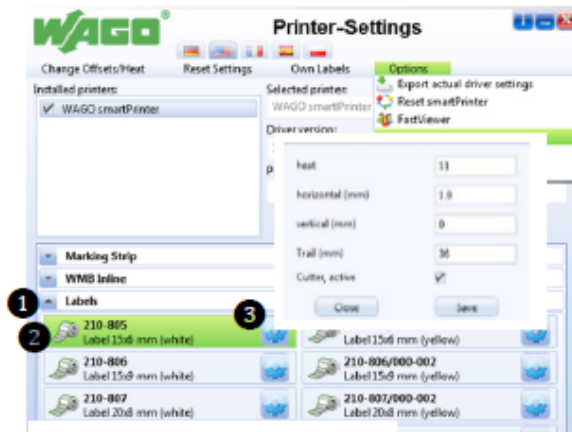 WAGO®
Printer-Settings
Change Offsets/Heat Reset Settings Own Labels Options
Installed printers:
WAGO smartPrinter
Selected printer:
WAGO smartPrinter
Driver version:
Export actual driver settings
Reset smartPrinter
FastViewer
heat 11
horizontal (mm) 1.0
vertical (mm) 0
Trail (mm) 36
Cutter, active
Close Save
Marking Strip
WMB Inline
1 Labels
2 210-805
Label 15x6 mm (white)
3
Label 15x6 mm (yellow)
210-806
Label 15x9 mm (white)
210-806/000-002
Label 15x9 mm (yellow)
210-807
Label 20x8 mm (white)
210-807/000-002
Label 20x8 mm (yellow)